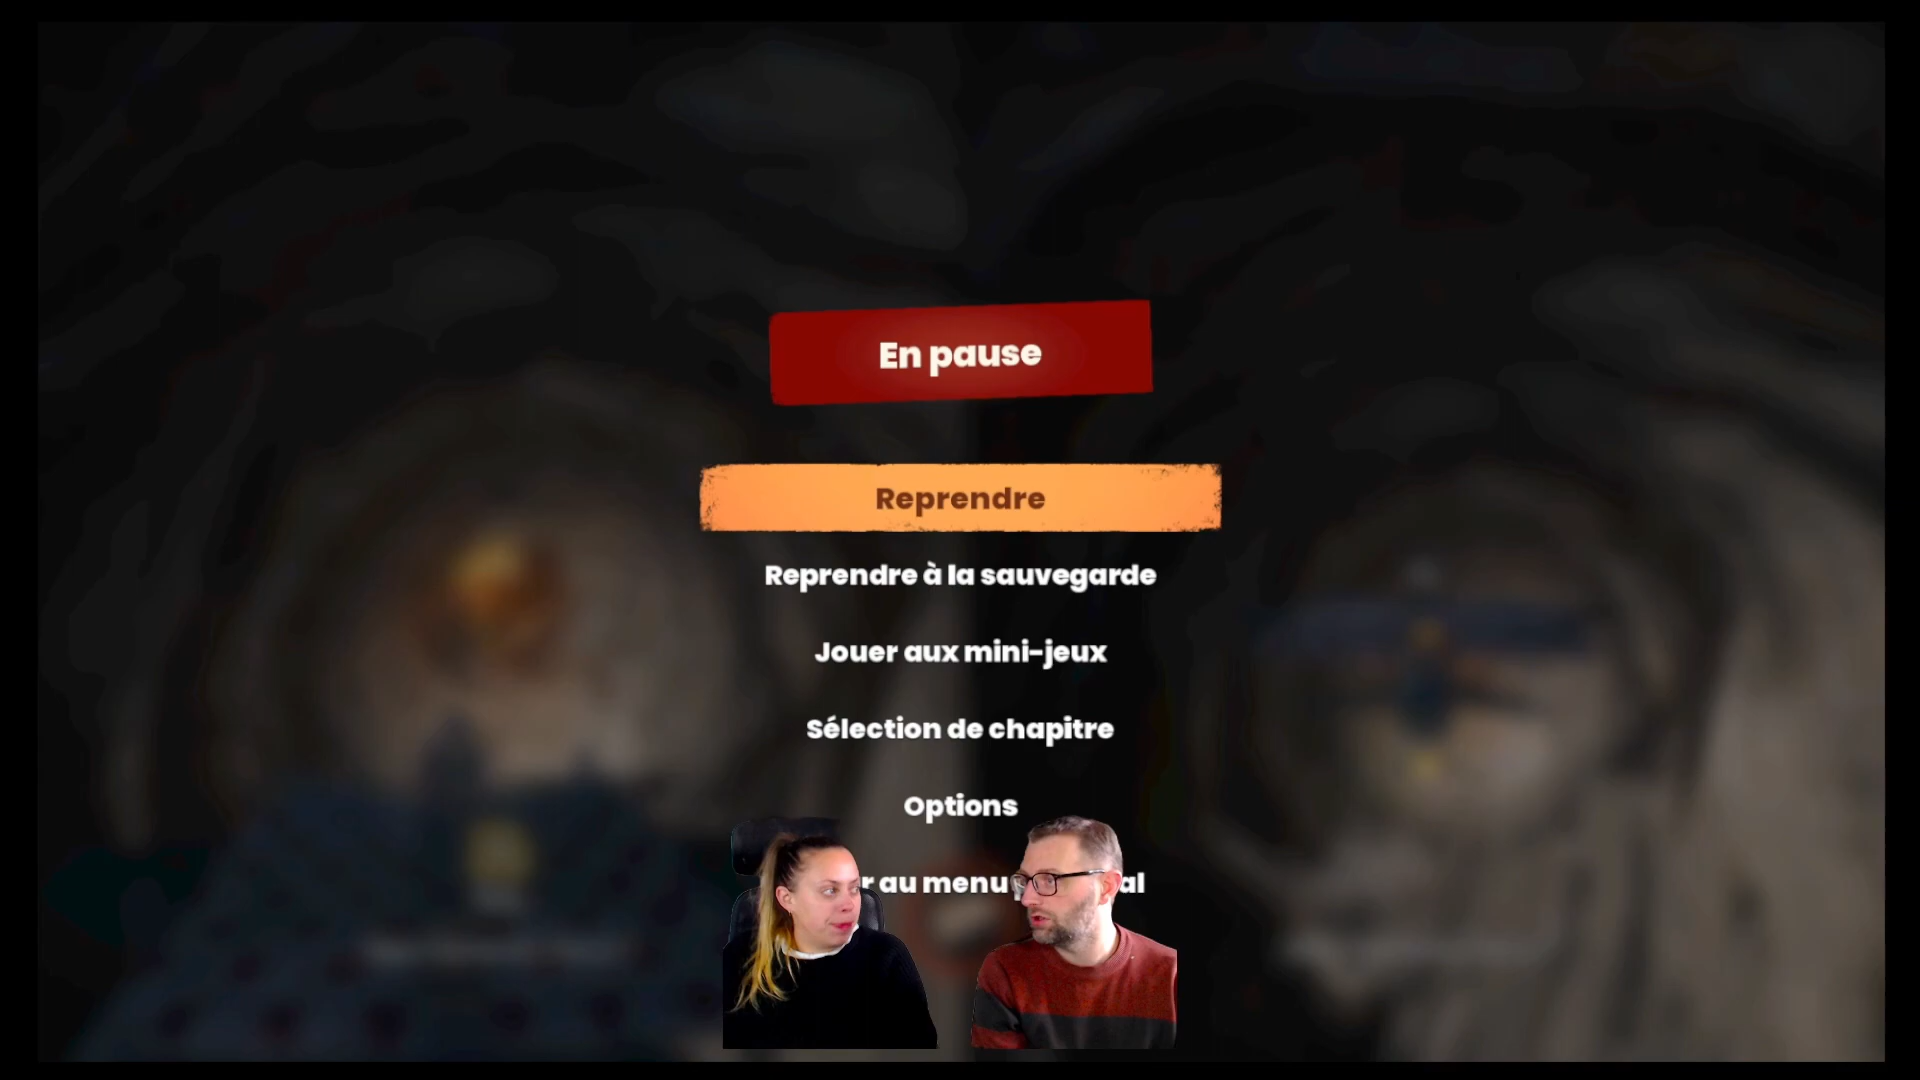 En pause
Reprendre
Reprendre à la sauvegarde
Jouer aux mini-jeux
Sélection de chapitre
Options
au menu